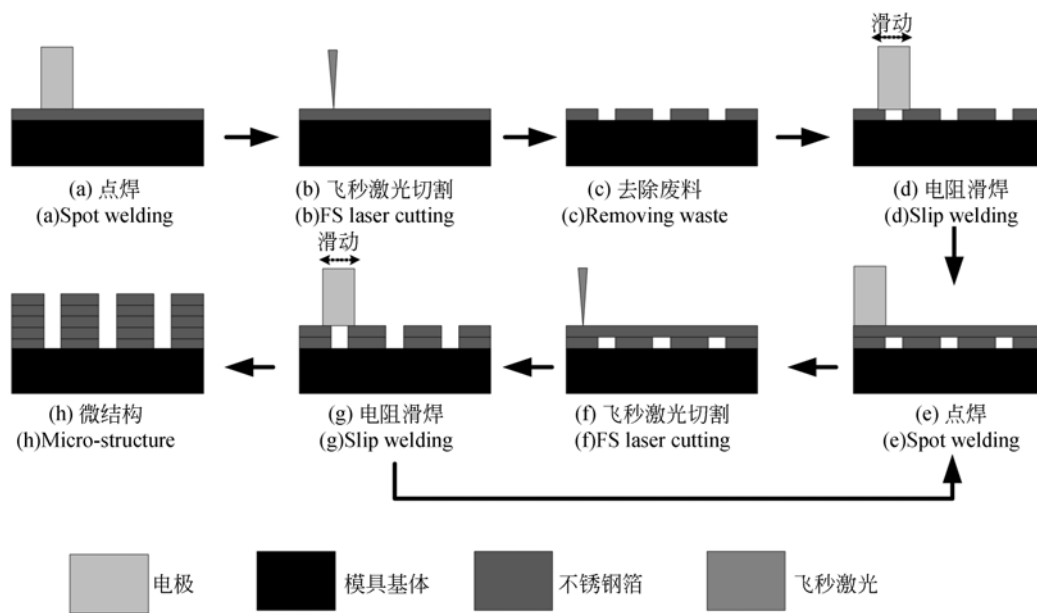 滑动
(a) 点焊
(a)Spot welding
(b) 飞秒激光切割
(b)FS laser cutting
(c) 去除废料
(c)Removing waste
(d) 电阻滑焊
(d)Slip welding
滑动
(h) 微结构
(h)Micro-structure
(g) 电阻滑焊
(g)Slip welding
(f) 飞秒激光切割
(f)FS laser cutting
(e) 点焊
(e)Spot welding
电极
模具基体
不锈钢箔
飞秒激光